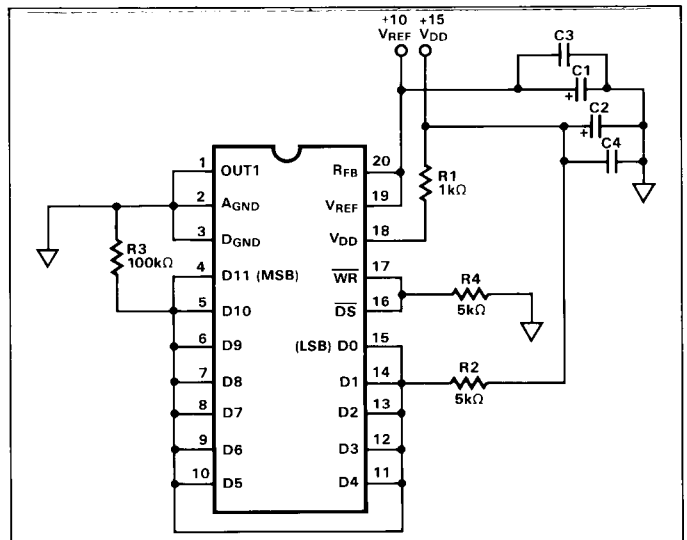 +10 +15
VREF VDD
C3
C1
+
C2
+
C4
R1
1kΩ
1 OUT1
2 AGND
3 DGND
4 D11 (MSB)
5 D10
6 D9
7 D8
8 D7
9 D6
10 D5
RFB 20
VREF 19
VDD 18
WR 17
DS 16
(LSB) D0 15
D1 14
D2 13
D3 12
D4 11
R3
100kΩ
R4
5kΩ
R2
5kΩ